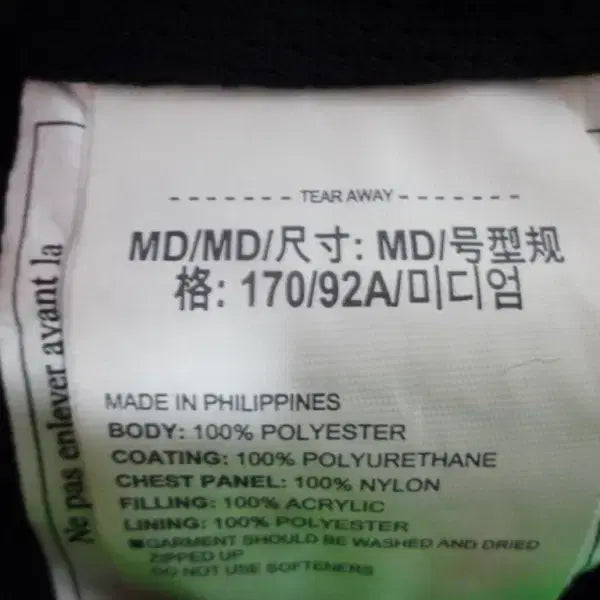 - - - - - - - TEAR AWAY - - - - - - -
MD/MD/尺寸: MD/号型规
格: 170/92A/미디엄
MADE IN PHILIPPINES
BODY: 100% POLYESTER
COATING: 100% POLYURETHANE
CHEST PANEL: 100% NYLON
FILLING: 100% ACRYLIC
LINING: 100% POLYESTER
■GARMENT SHOULD BE WASHED AND DRIED
ZIPPED UP
DO NOT USE SOFTENERS
Ne pas enlever avant la